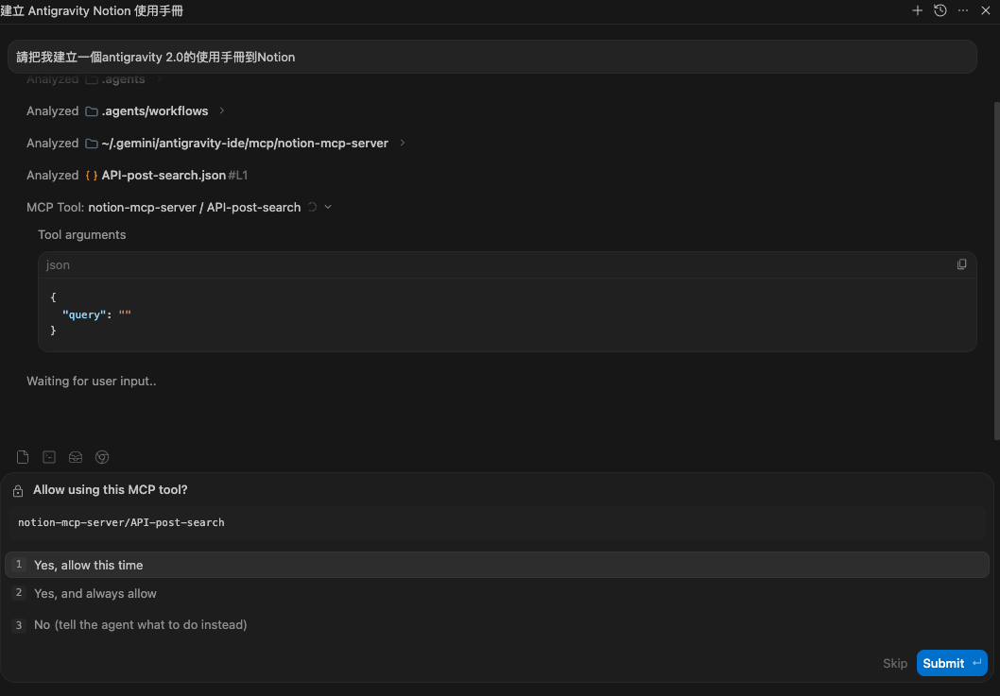 建立 Antigravity Notion 使用手冊
請把我建立一個antigravity 2.0的使用手冊到Notion
Analyzed .agents
Analyzed .agents/workflows
Analyzed ~/.gemini/antigravity-ide/mcp/notion-mcp-server
Analyzed { } API-post-search.json #L1
MCP Tool: notion-mcp-server / API-post-search
Tool arguments
json
{
"query": ""
}
Waiting for user input..
Allow using this MCP tool?
notion-mcp-server/API-post-search
1 Yes, allow this time
2 Yes, and always allow
3 No (tell the agent what to do instead)
Skip Submit